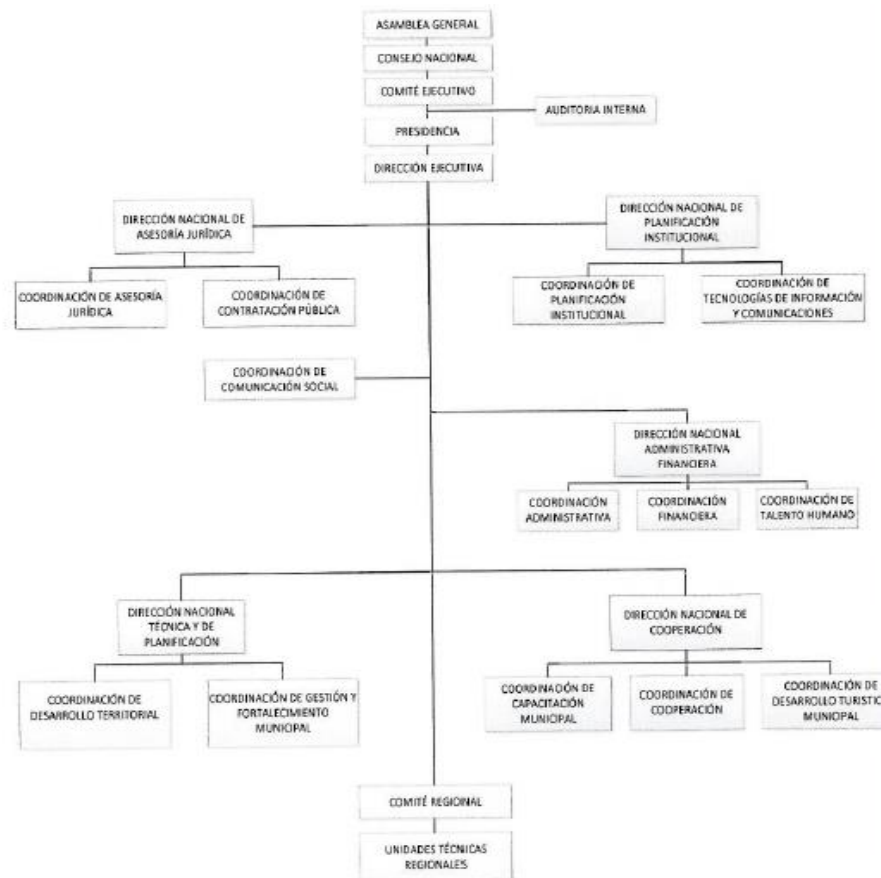 ASAMBLEA GENERAL
CONSEJO NACIONAL
COMITÉ EJECUTIVO
AUDITORIA INTERNA
PRESIDENCIA
DIRECCIÓN EJECUTIVA
DIRECCIÓN NACIONAL DE
ASESORÍA JURÍDICA
DIRECCIÓN NACIONAL DE
PLANIFICACIÓN
INSTITUCIONAL
COORDINACIÓN DE ASESORÍA
JURÍDICA
COORDINACIÓN DE
CONTRATACIÓN PÚBLICA
COORDINACIÓN DE
PLANIFICACIÓN
INSTITUCIONAL
COORDINACIÓN DE
TECNOLOGÍAS DE INFORMACIÓN
Y COMUNICACIONES
COORDINACIÓN DE
COMUNICACIÓN SOCIAL
DIRECCIÓN NACIONAL
ADMINISTRATIVA
FINANCIERA
COORDINACIÓN
ADMINISTRATIVA
COORDINACIÓN
FINANCIERA
COORDINACIÓN DE
TALENTO HUMANO
DIRECCIÓN NACIONAL
TÉCNICA Y DE
PLANIFICACIÓN
DIRECCIÓN NACIONAL DE
COOPERACIÓN
COORDINACIÓN DE
DESARROLLO TERRITORIAL
COORDINACIÓN DE GESTIÓN Y
FORTALECIMIENTO
MUNICIPAL
COORDINACIÓN DE
CAPACITACIÓN
MUNICIPAL
COORDINACIÓN DE
COOPERACIÓN
COORDINACIÓN DE
DESARROLLO TURISTIC
MUNICIPAL
COMITÉ REGIONAL
UNIDADES TÉCNICAS
REGIONALES